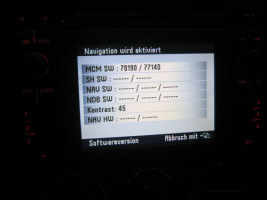 Navigation wird aktiviert
MCM SW : 78190 / ??140
SH SW : ------ / ------
NAV SW : ------ / ------ / ------
NDB SW : ------ / ------ / ------
Kontrast: 45
NAV HW : ------ / ------
Softwareversion
Abbruch mit